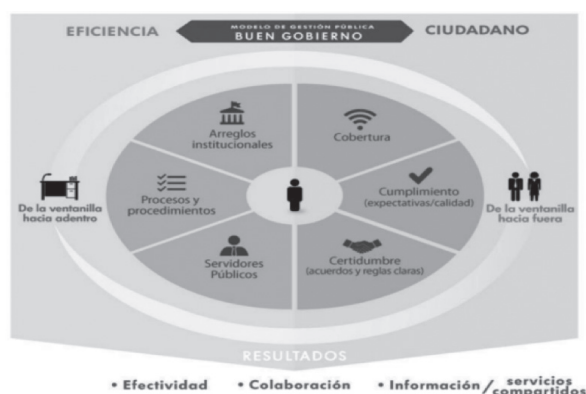 MODELO DE GESTIÓN PÚBLICA
EFICIENCIA
BUEN GOBIERNO
CIUDADANO
Arreglos
institucionales
Cobertura
Procesos y
procedimientos
Cumplimiento
(expectativas/calidad)
De la ventanilla
hacia adentro
De la ventanilla
hacia fuera
Servidores
Públicos
Certidumbre
(acuerdos y reglas claras)
RESULTADOS
• Efectividad • Colaboración • Información / servicios
compartidos